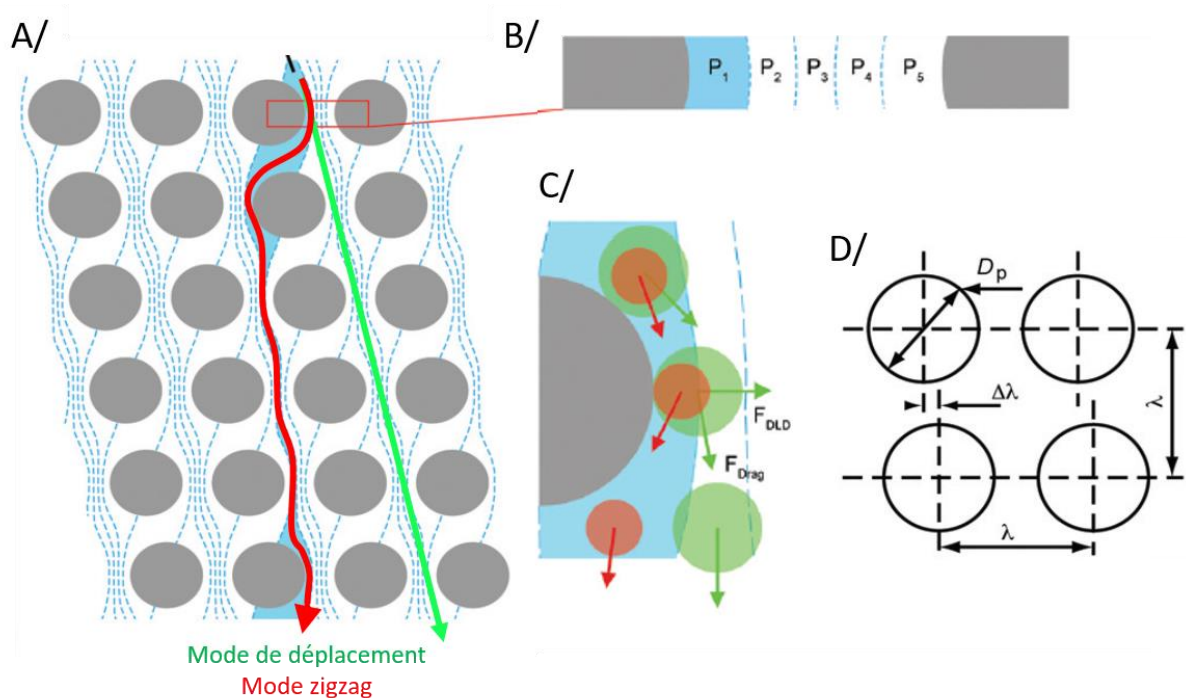 A/
B/
P1 P2 P3 P4 P5
C/
FDLD
FDrag
D/
Dp
Δλ
λ
λ
Mode de déplacement
Mode zigzag